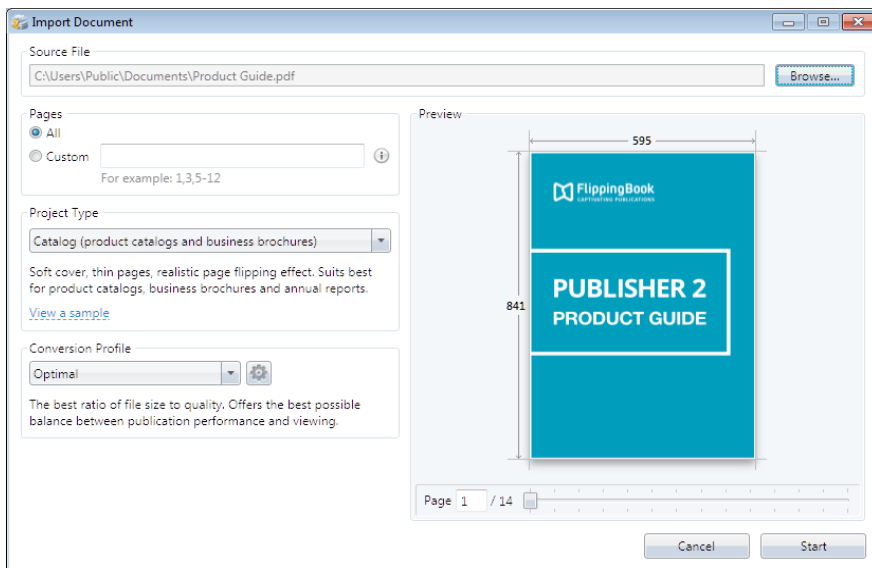 Import Document
Source File
C:\Users\Public\Documents\Product Guide.pdf
Browse...
Pages
All
Custom
For example: 1,3,5-12
Project Type
Catalog (product catalogs and business brochures)
Soft cover, thin pages, realistic page flipping effect. Suits best
for product catalogs, business brochures and annual reports.
View a sample
Conversion Profile
Optimal
The best ratio of file size to quality. Offers the best possible
balance between publication performance and viewing.
Preview
595
841
FlippingBook
CAPTIVATING PUBLICATIONS
PUBLISHER 2
PRODUCT GUIDE
Page 1 / 14
Cancel
Start